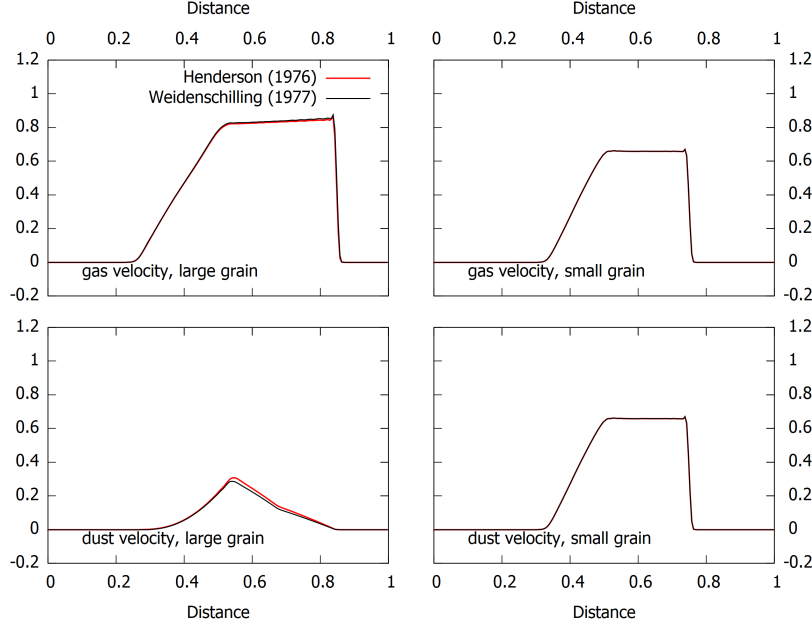 Distance Distance
0 0.2 0.4 0.6 0.8 1 0 0.2 0.4 0.6 0.8 1
1.2 1.2
Henderson (1976)
1 1
Weidenschilling (1977)
0.8 0.8
0.6 0.6
0.4 0.4
0.2 0.2
0 0
gas velocity, large grain gas velocity, small grain
-0.2 -0.2
1.2 1.2
1 1
0.8 0.8
0.6 0.6
0.4 0.4
0.2 0.2
0 0
dust velocity, large grain dust velocity, small grain
-0.2 -0.2
0 0.2 0.4 0.6 0.8 1 0 0.2 0.4 0.6 0.8 1
Distance Distance